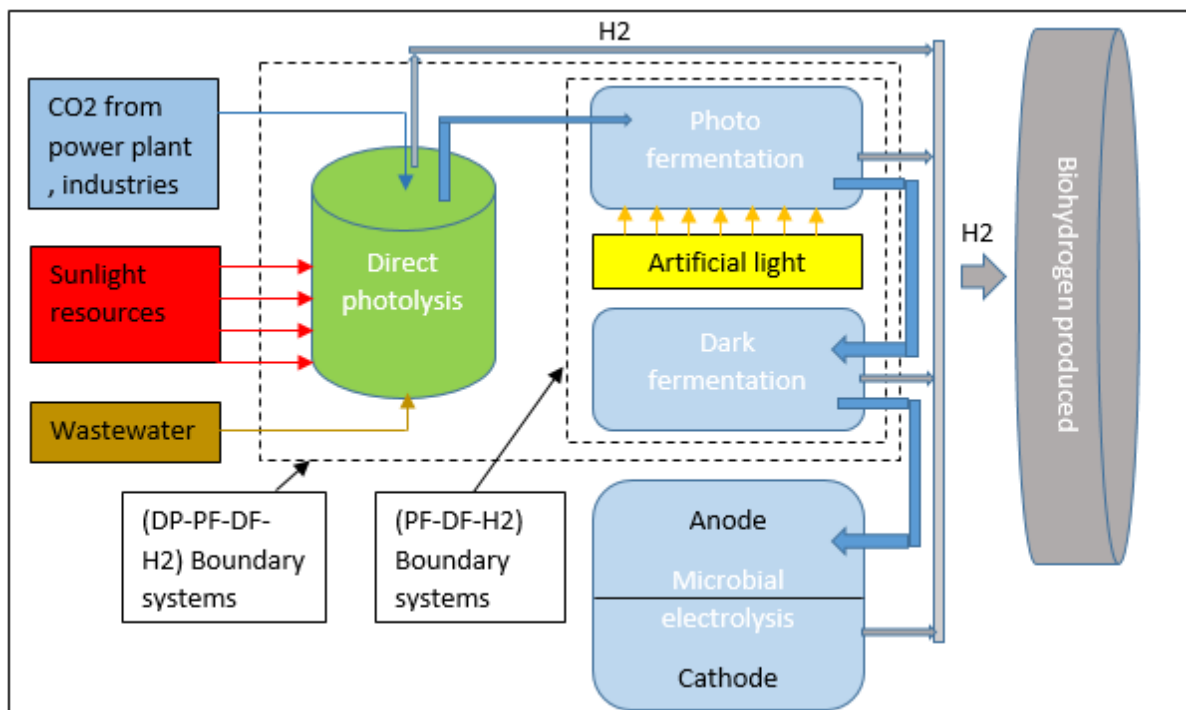 H2
CO2 from
power plant
, industries
Photo
fermentation
Sunlight
resources
Direct
photolysis
Artificial light
H2
Biohydrogen produced
Dark
fermentation
Wastewater
(DP-PF-DF-
H2) Boundary
systems
(PF-DF-H2)
Boundary
systems
Anode
Microbial
electrolysis
Cathode